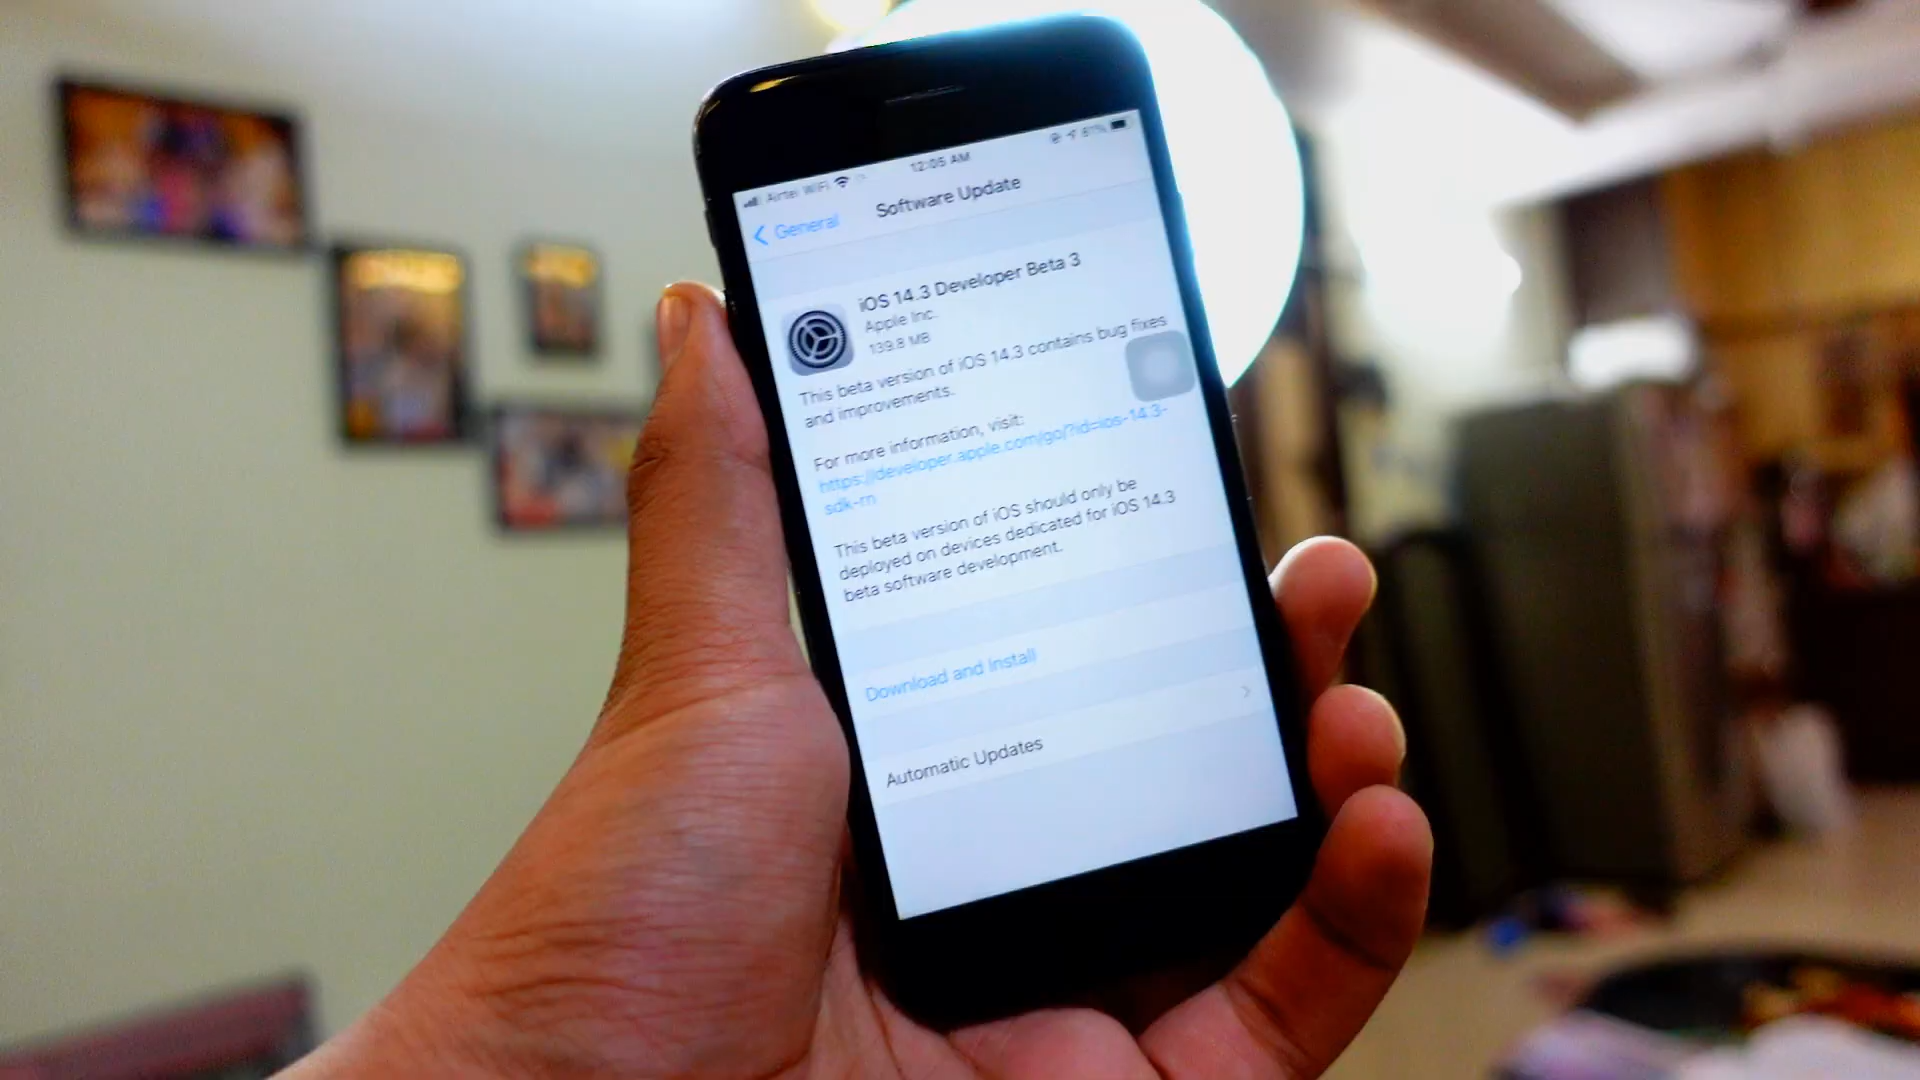 Airtel WiFi 12:05 AM 81%
General Software Update
iOS 14.3 Developer Beta 3
Apple Inc.
139.8 MB
This beta version of iOS 14.3 contains bug fixes
and improvements.
For more information, visit:
https://developer.apple.com/go/?id=ios-14.3-
sdk-rn
This beta version of iOS should only be
deployed on devices dedicated for iOS 14.3
beta software development.
Download and Install
Automatic Updates